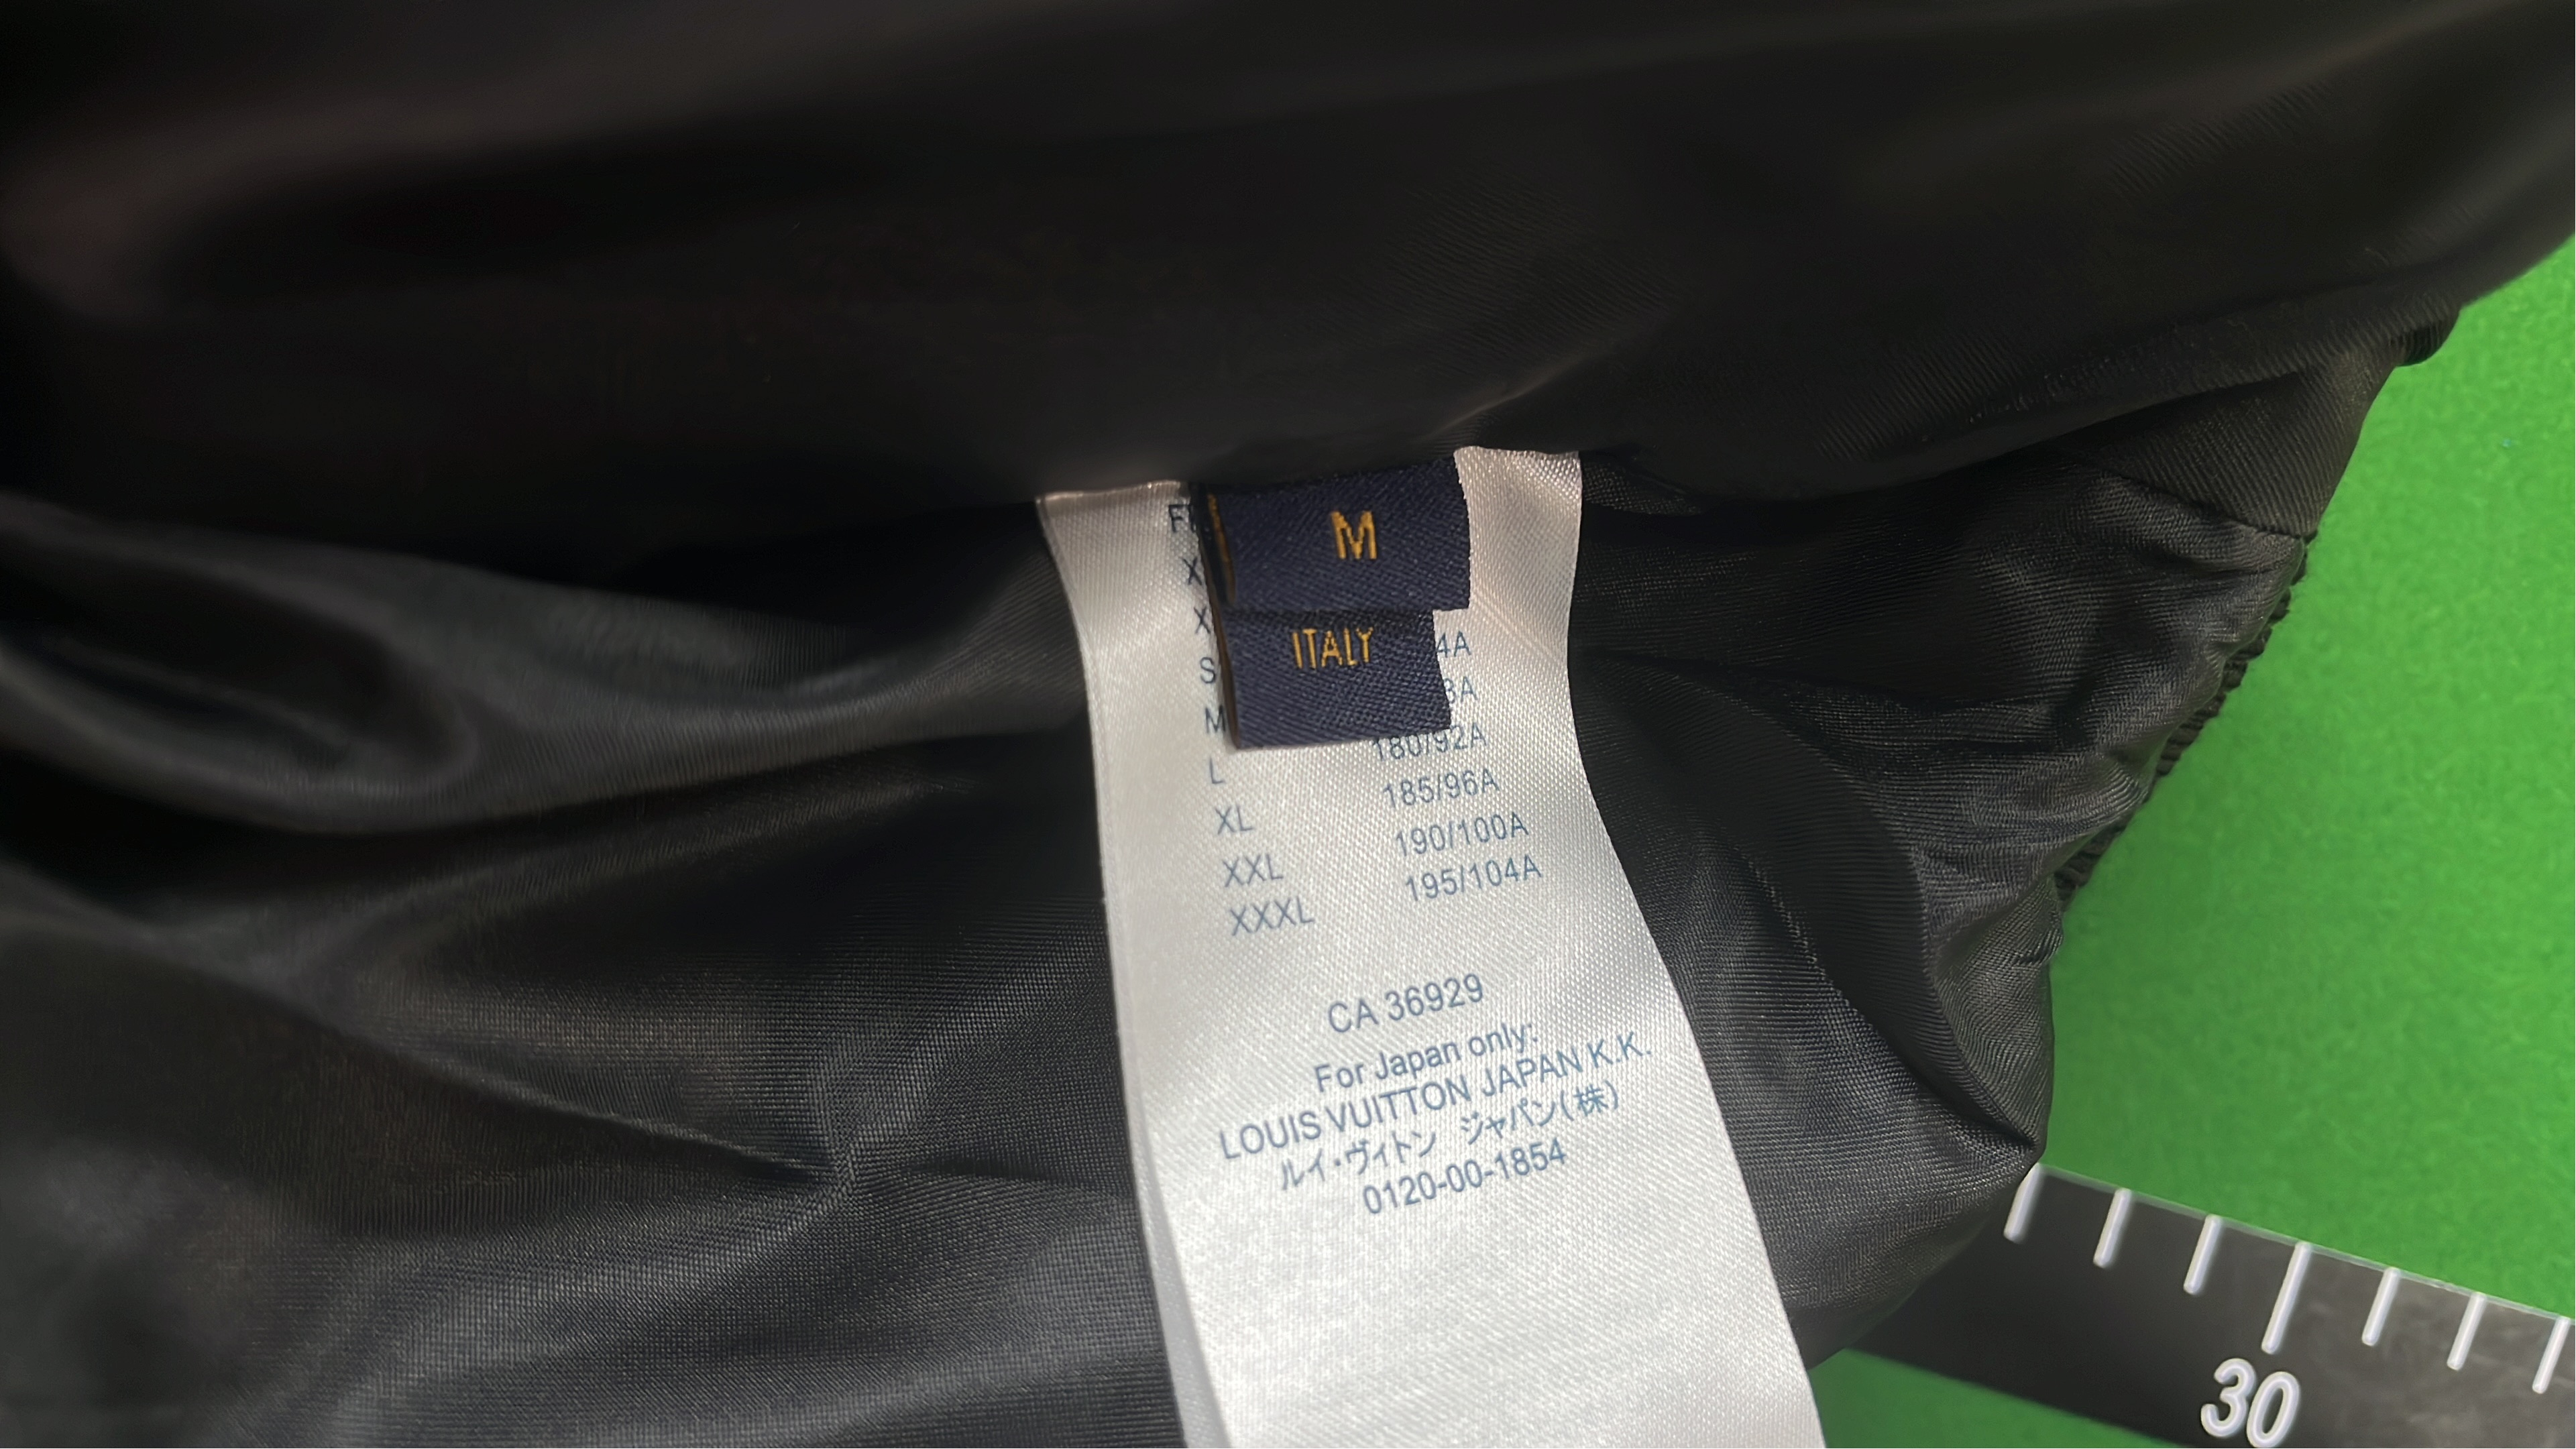 M
ITALY
S
M
L
XL 185/96A
XXL 190/100A
XXXL 195/104A
180/92A
CA 36929
For Japan only:
LOUIS VUITTON JAPAN K.K.
ルイ・ヴィトン ジャパン(株)
0120-00-1854
30